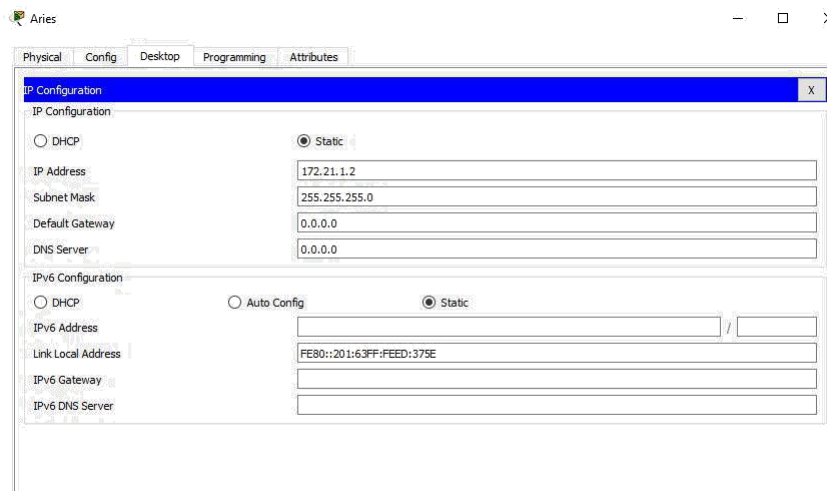 Aries
Physical Config Desktop Programming Attributes
IP Configuration X
IP Configuration
DHCP Static
IP Address 172.21.1.2
Subnet Mask 255.255.255.0
Default Gateway 0.0.0.0
DNS Server 0.0.0.0
IPv6 Configuration
DHCP Auto Config Static
IPv6 Address /
Link Local Address FE80::201:63FF:FEED:375E
IPv6 Gateway
IPv6 DNS Server